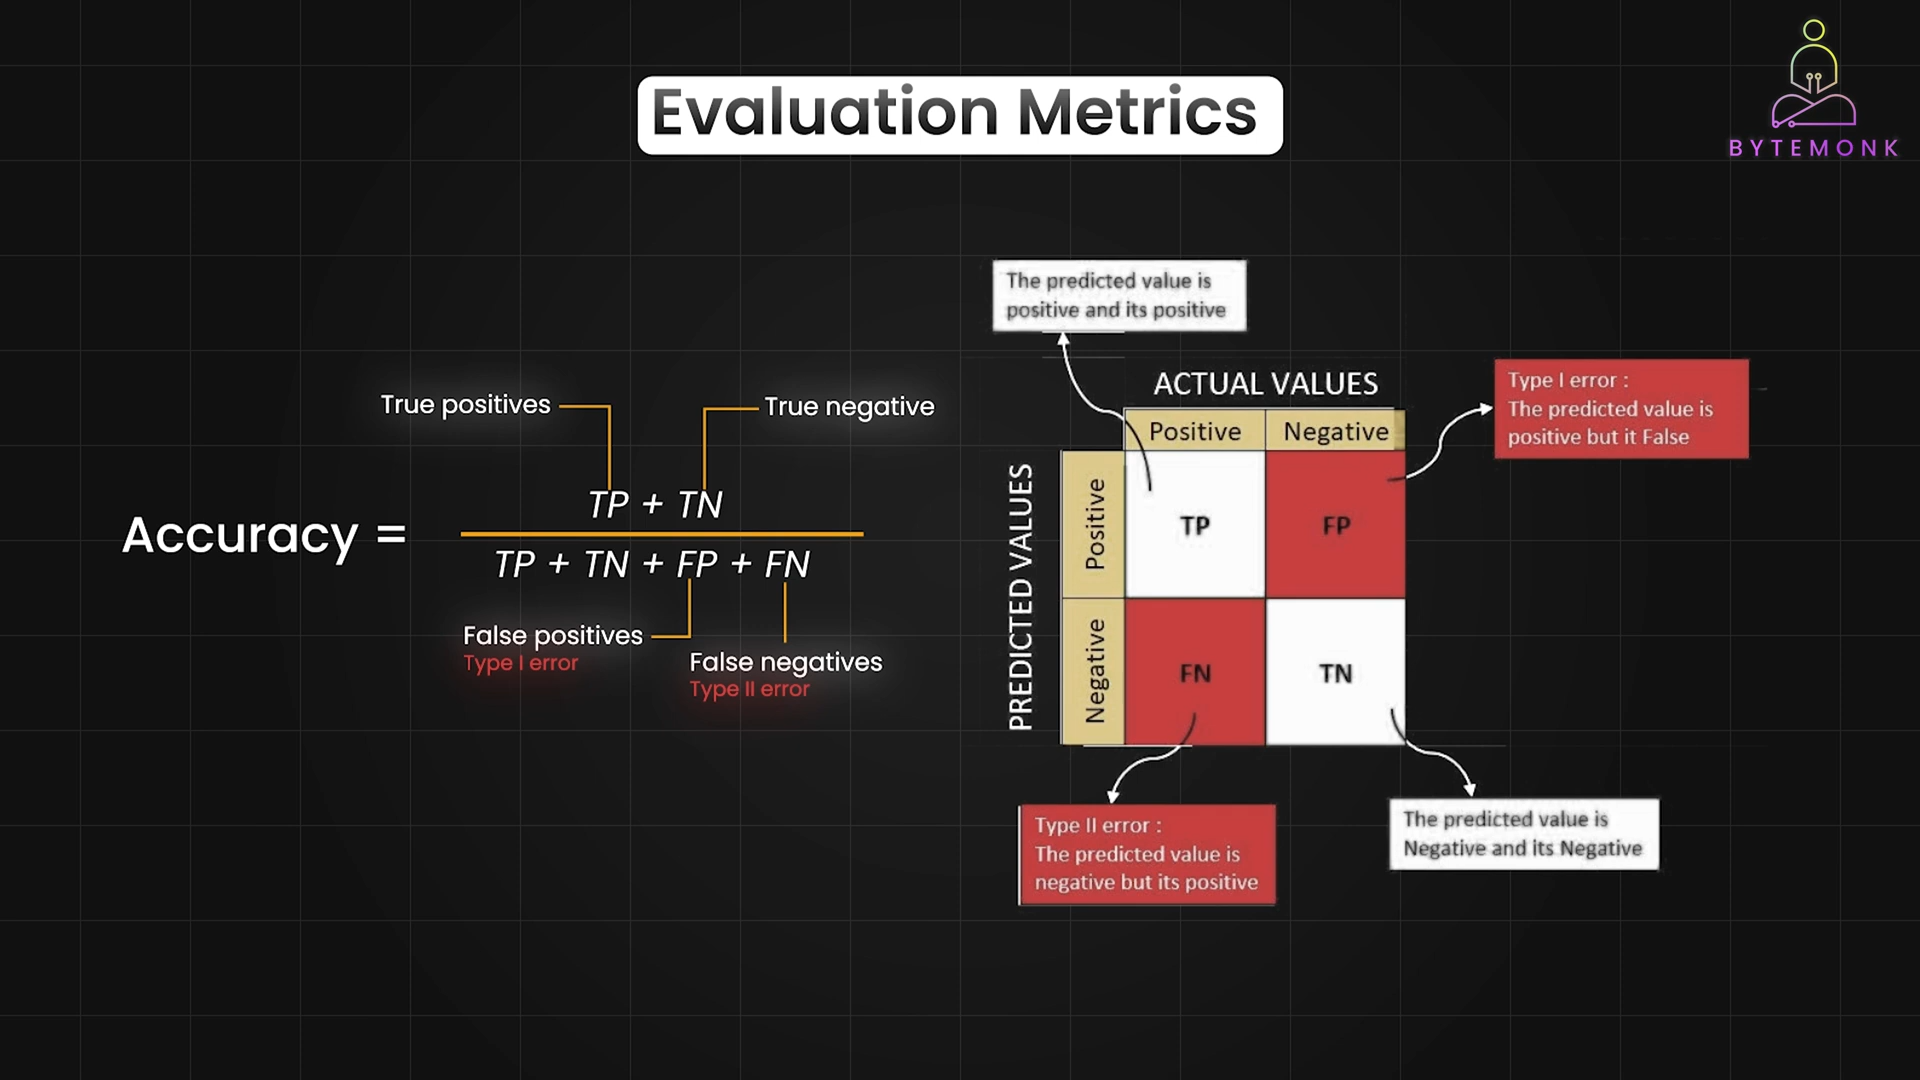 Evaluation Metrics
BYTEMONK
True positives
True negative
Accuracy =
TP + TN
TP + TN + FP + FN
False positives
Type I error
False negatives
Type II error
The predicted value is
positive and its positive
ACTUAL VALUES
Positive
Negative
PREDICTED VALUES
Positive
Negative
TP
FP
FN
TN
Type I error :
The predicted value is
positive but it False
Type II error :
The predicted value is
negative but its positive
The predicted value is
Negative and its Negative